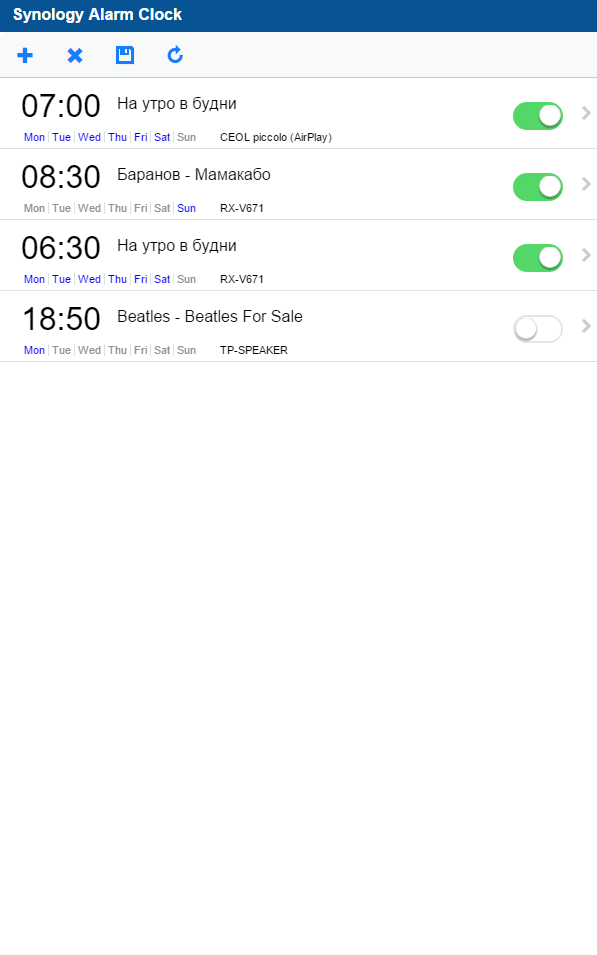 Synology Alarm Clock
07:00 На утро в будни
Mon Tue Wed Thu Fri Sat Sun CEOL piccolo (AirPlay)
08:30 Баранов - Мамакабо
Mon Tue Wed Thu Fri Sat Sun RX-V671
06:30 На утро в будни
Mon Tue Wed Thu Fri Sat Sun RX-V671
18:50 Beatles - Beatles For Sale
Mon Tue Wed Thu Fri Sat Sun TP-SPEAKER